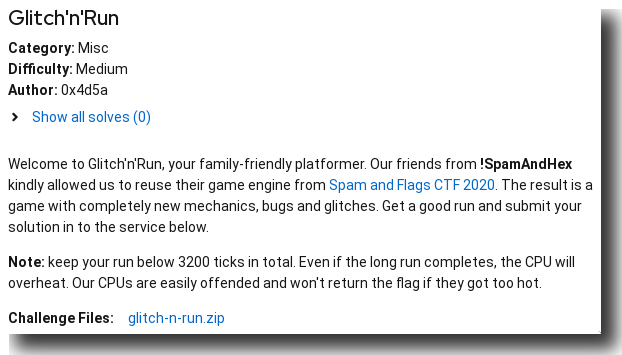 Glitch'n'Run
Category: Misc
Difficulty: Medium
Author: 0x4d5a
Show all solves (0)
Welcome to Glitch'n'Run, your family-friendly platformer. Our friends from !SpamAndHex
kindly allowed us to reuse their game engine from Spam and Flags CTF 2020. The result is a
game with completely new mechanics, bugs and glitches. Get a good run and submit your
solution in to the service below.
Note: keep your run below 3200 ticks in total. Even if the long run completes, the CPU will
overheat. Our CPUs are easily offended and won't return the flag if they got too hot.
Challenge Files: glitch-n-run.zip